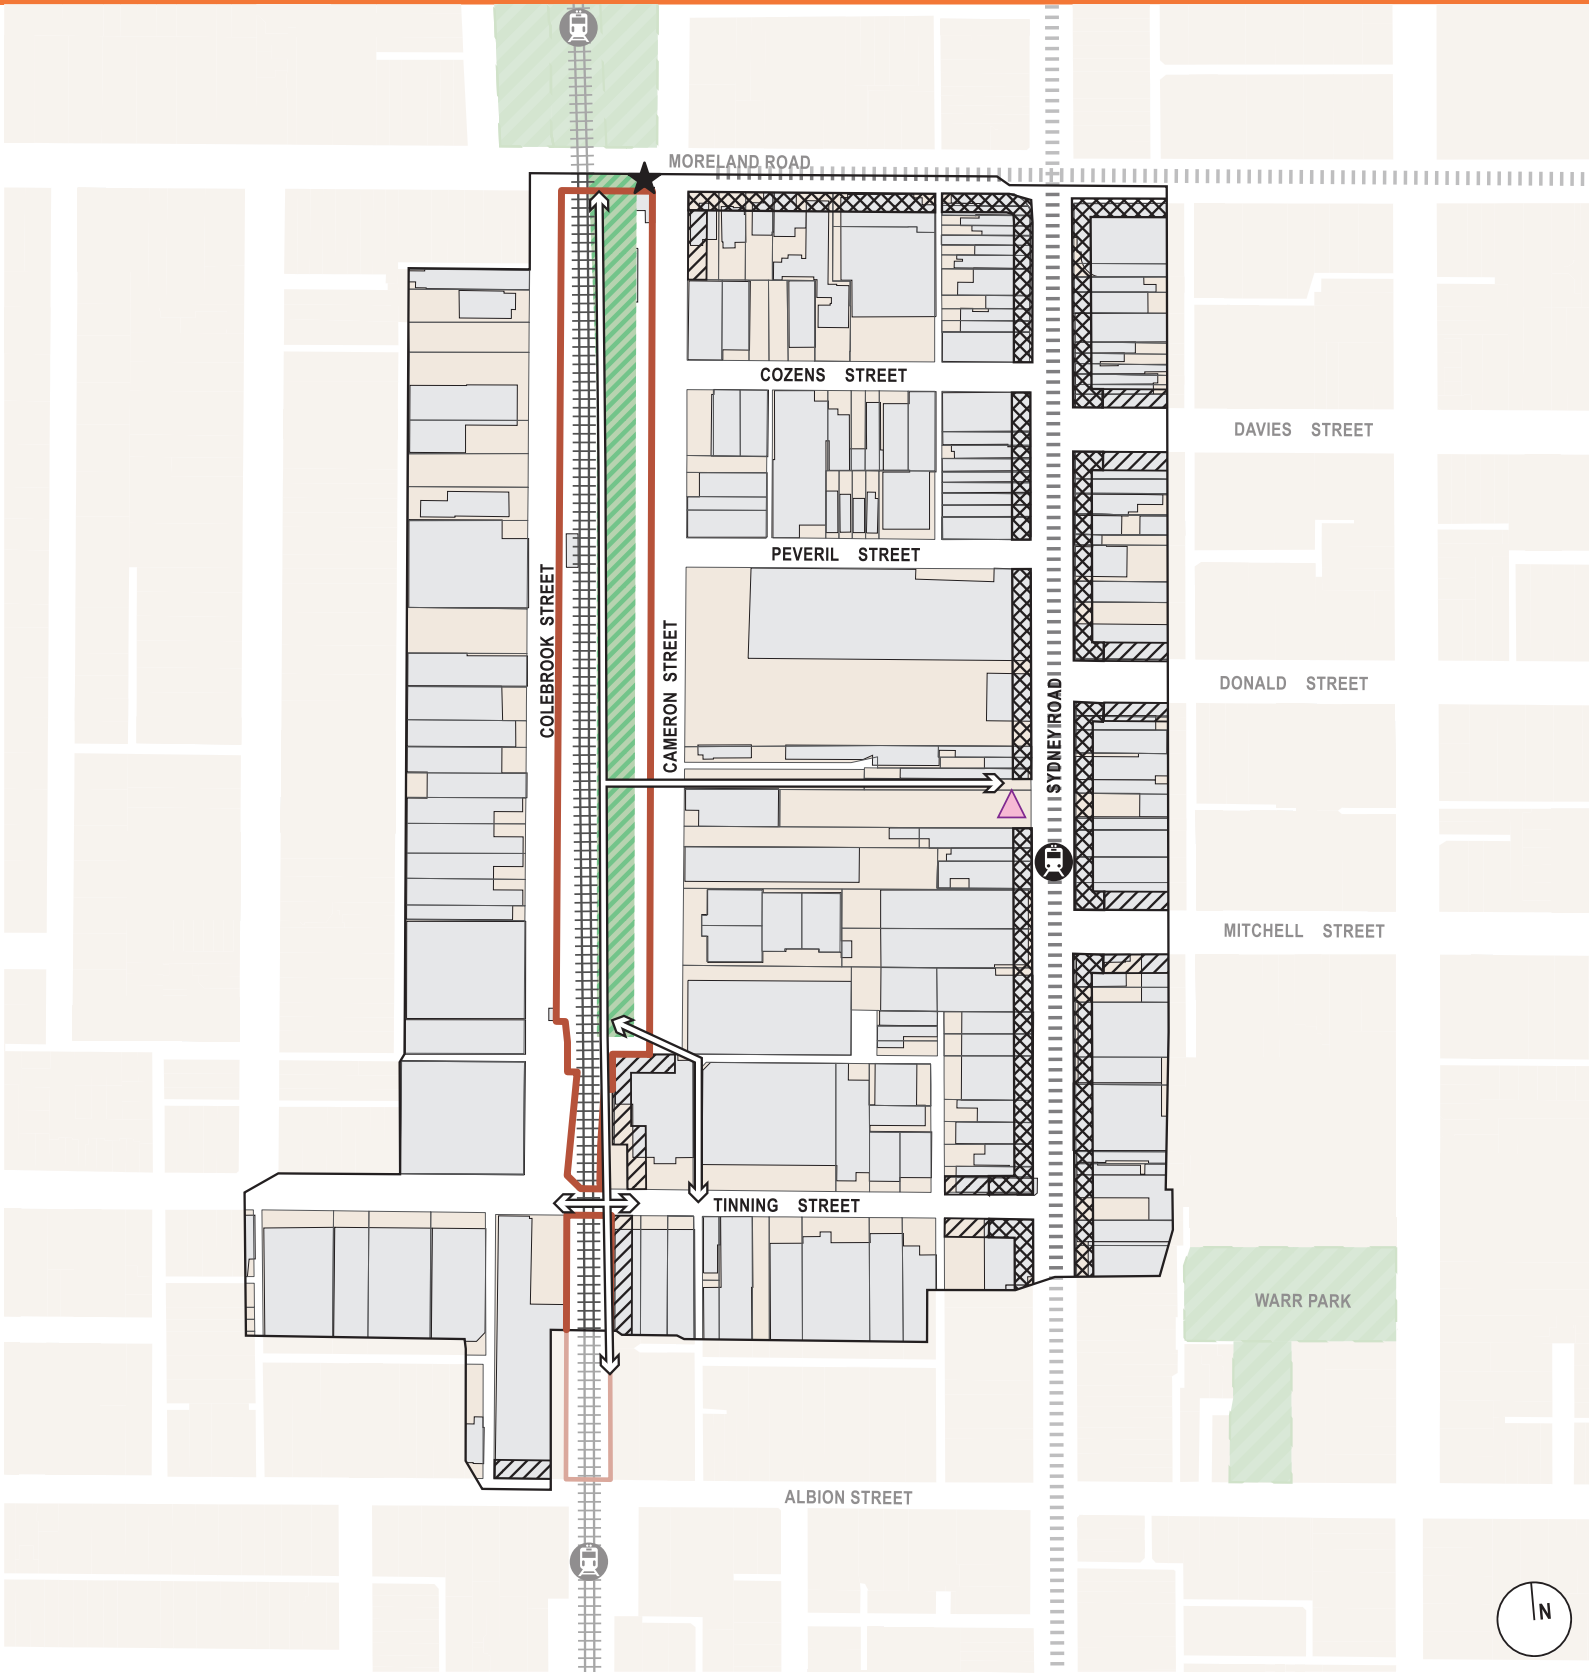 MORELAND ROAD
COZENS STREET
DAVIES STREET
PEVERIL STREET
COLEBROOK STREET
CAMERON STREET
SYDNEY ROAD
DONALD STREET
MITCHELL STREET
TINNING STREET
WARR PARK
ALBION STREET
N